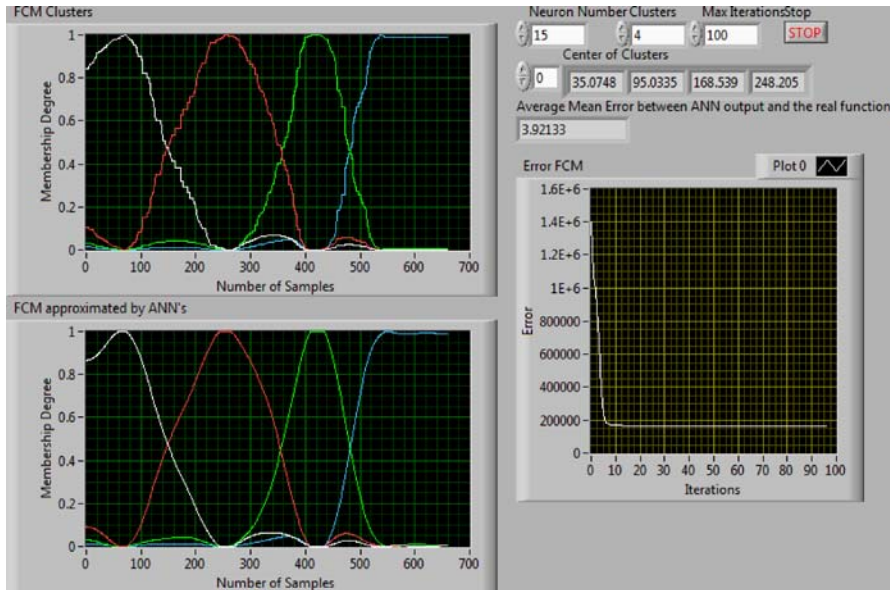 FCM Clusters
Membership Degree
1
0.8
0.6
0.4
0.2
0
0 100 200 300 400 500 600 700
Number of Samples
FCM approximated by ANN's
Membership Degree
1
0.8
0.6
0.4
0.2
0
0 100 200 300 400 500 600 700
Number of Samples
Neuron Number Clusters Max Iterations Stop
15 4 100 STOP
Center of Clusters
0 35.0748 95.0335 168.539 248.205
Average Mean Error between ANN output and the real function
3.92133
Error FCM Plot 0
Error
1.6E+6
1.4E+6
1.2E+6
1E+6
800000
600000
400000
200000
0
0 10 20 30 40 50 60 70 80 90 100
Iterations